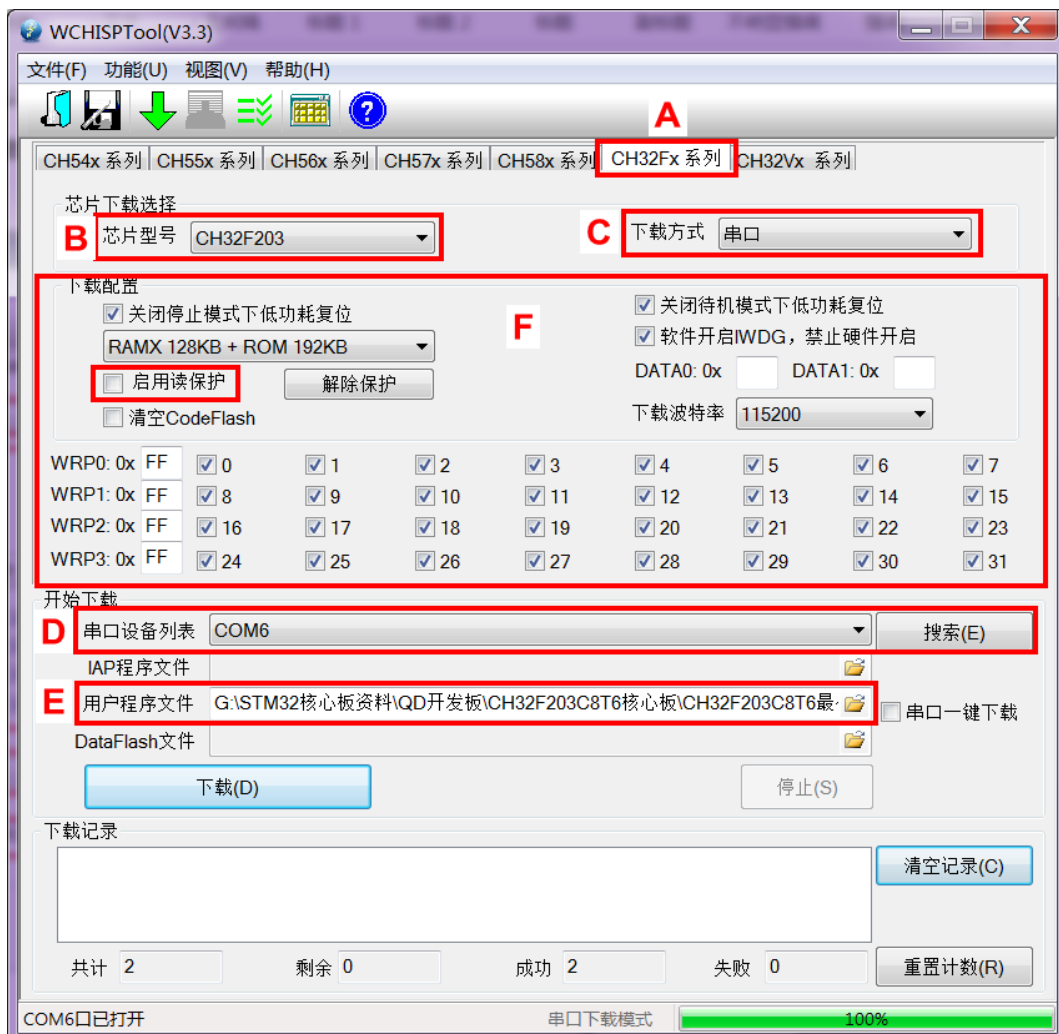 WCHISPTool(V3.3)
文件(F) 功能(U) 视图(V) 帮助(H)
A
CH54x 系列 CH55x 系列 CH56x 系列 CH57x 系列 CH58x 系列 CH32Fx 系列 CH32Vx 系列
芯片下载选择
B 芯片型号 CH32F203 C 下载方式 串口
下载配置
关闭停止模式下低功耗复位 关闭待机模式下低功耗复位
F
RAMX 128KB + ROM 192KB 软件开启IWDG，禁止硬件开启
启用读保护 解除保护 DATA0: 0x DATA1: 0x
清空CodeFlash 下载波特率 115200
WRP0: 0x FF 0 1 2 3 4 5 6 7
WRP1: 0x FF 8 9 10 11 12 13 14 15
WRP2: 0x FF 16 17 18 19 20 21 22 23
WRP3: 0x FF 24 25 26 27 28 29 30 31
开始下载
D 串口设备列表 COM6 搜索(E)
IAP程序文件
E 用户程序文件 G:\STM32核心板资料\QD开发板\CH32F203C8T6核心板\CH32F203C8T6最 串口一键下载
DataFlash文件
下载(D) 停止(S)
下载记录
清空记录(C)
共计 2 剩余 0 成功 2 失败 0 重置计数(R)
COM6口已打开 串口下载模式 100%